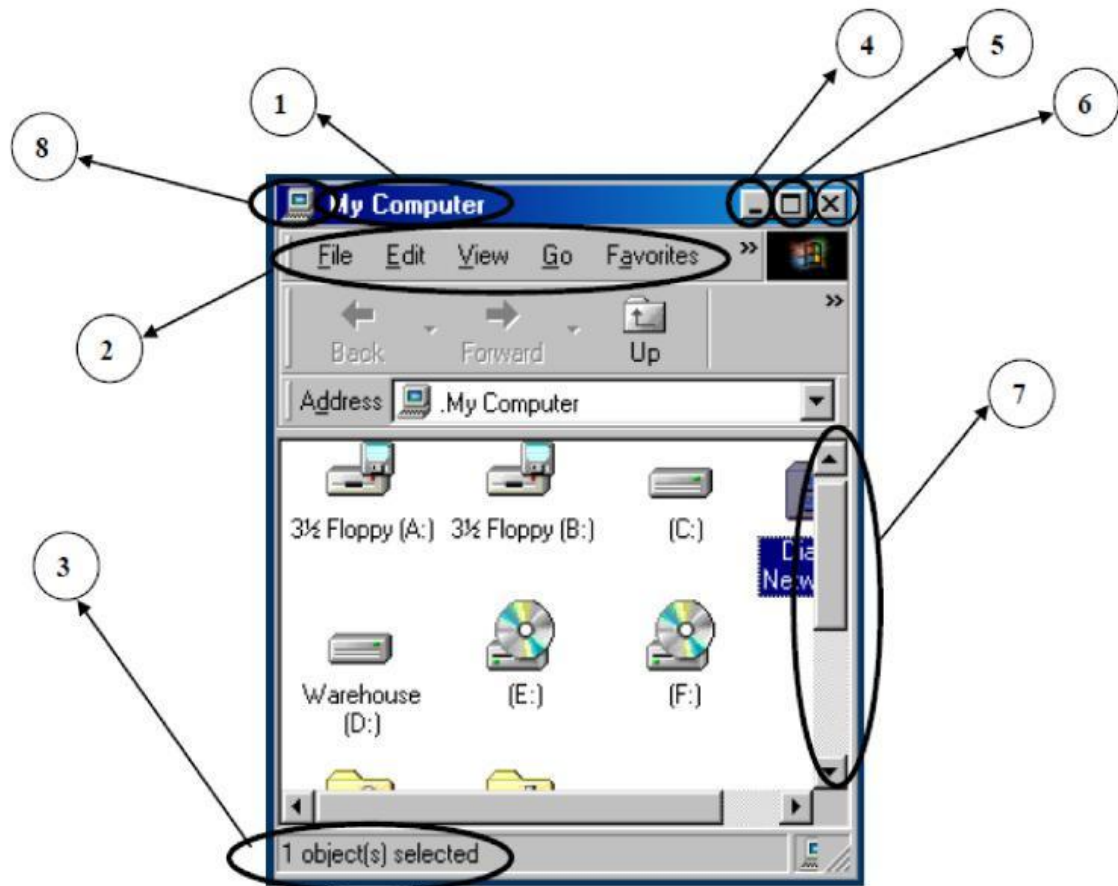 4
5
1
6
8
My Computer
File Edit View Go Favorites »
2
Back Forward Up »
Address .My Computer
7
3½ Floppy (A:) 3½ Floppy (B:) (C:)
3
Warehouse (D:) (E:) (F:)
1 object(s) selected